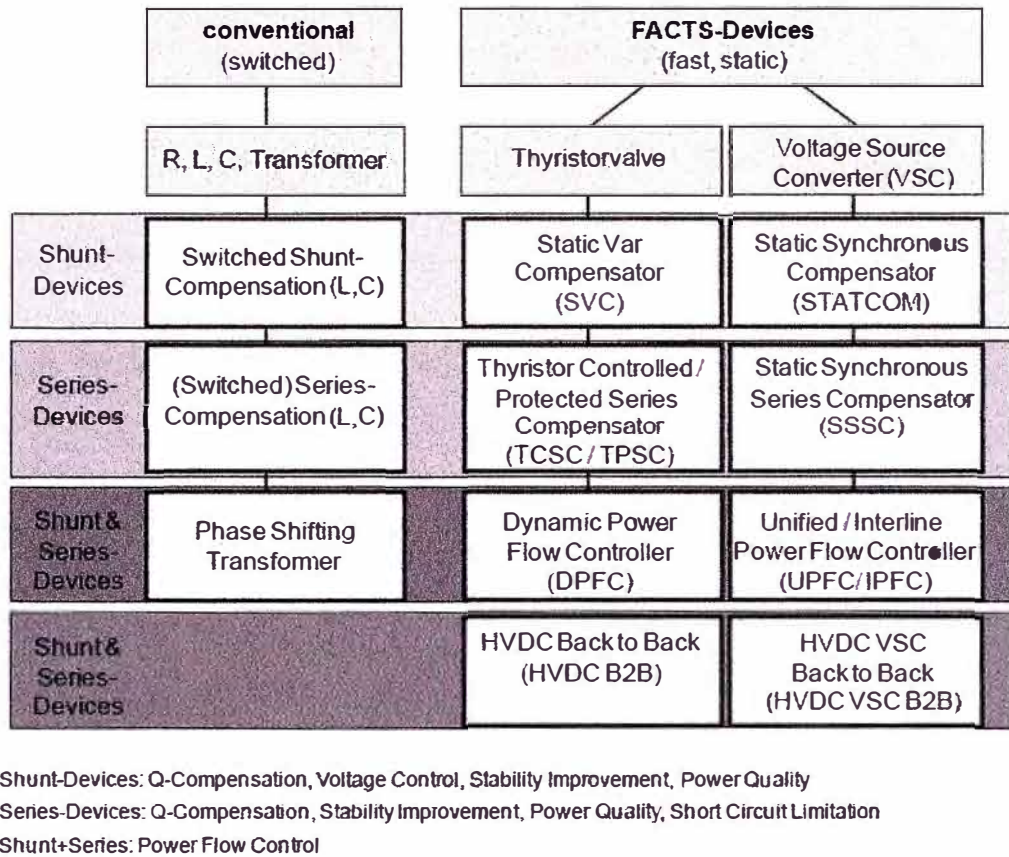 conventional
(switched)
FACTS-Devices
(fast, static)
R, L, C, Transformer
Thyristorvalve
Voltage Source
Converter (VSC)
Shunt-
Devices
Switched Shunt-
Compensation (L,C)
Static Var
Compensator
(SVC)
Static Synchronous
Compensator
(STATCOM)
Series-
Devices
(Switched) Series-
Compensation (L,C)
Thyristor Controlled /
Protected Series
Compensator
(TCSC / TPSC)
Static Synchronous
Series Compensator
(SSSC)
Shunt &
Series-
Devices
Phase Shifting
Transformer
Dynamic Power
Flow Controller
(DPFC)
Unified / Interline
Power Flow Controller
(UPFC/IPFC)
Shunt &
Series-
Devices
HVDC Back to Back
(HVDC B2B)
HVDC VSC
Back to Back
(HVDC VSC B2B)
Shunt-Devices: Q-Compensation, Voltage Control, Stability Improvement, Power Quality
Series-Devices: Q-Compensation, Stability Improvement, Power Quality, Short Circuit Limitation
Shunt+Series: Power Flow Control